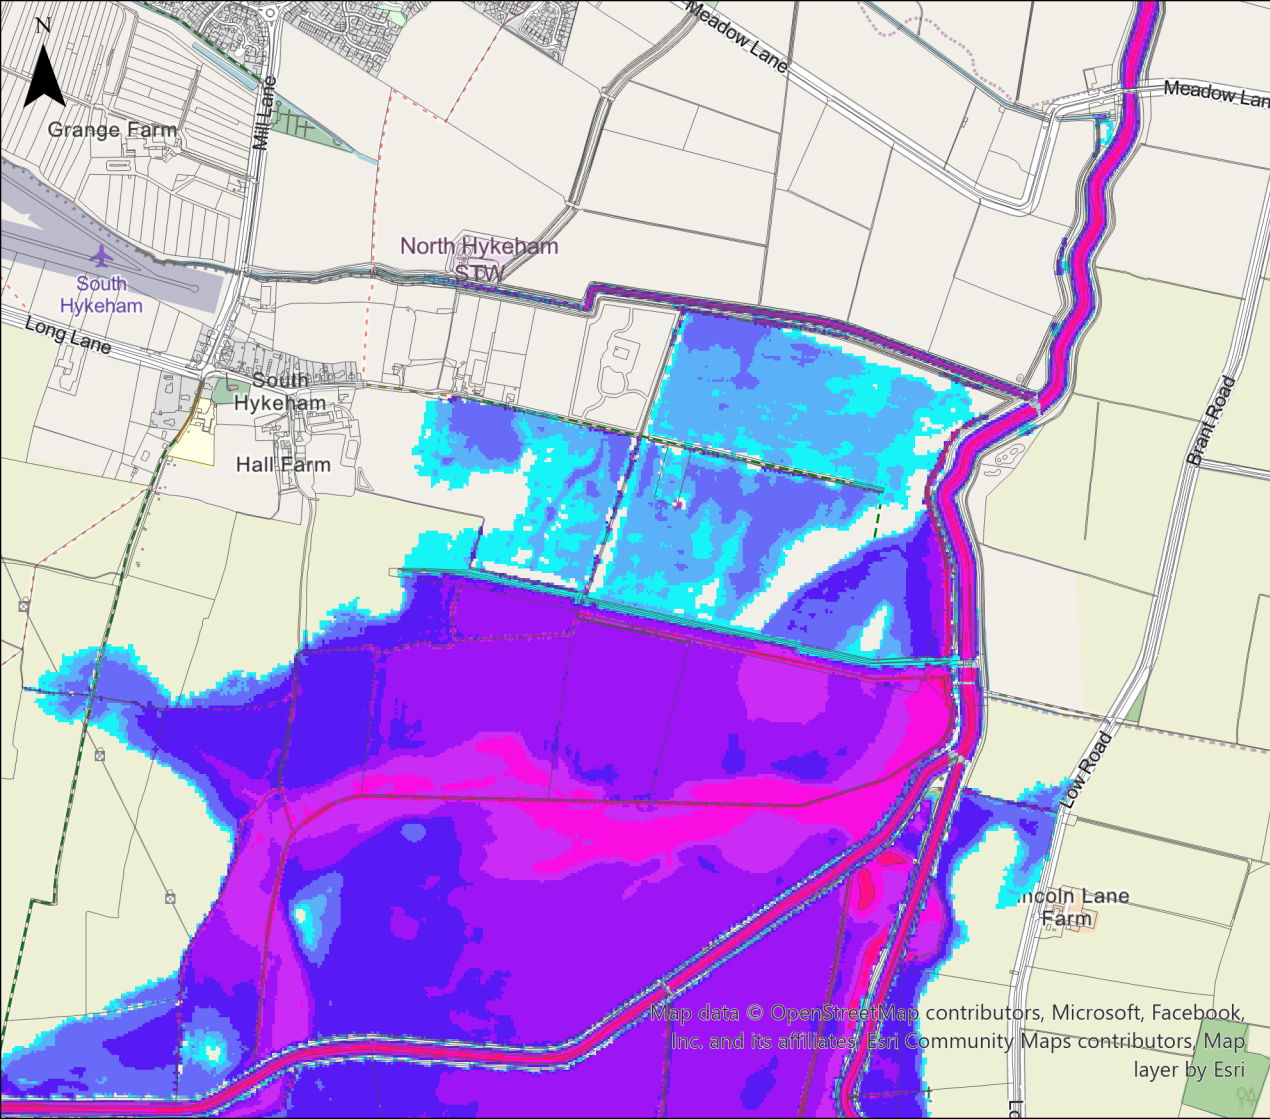 N
Meadow Lane
Meadow Lan
Grange Farm
Mill Lane
North Hykeham
STW
South
Hykeham
Long Lane
South
Hykeham
Hall Farm
Brant Road
Low Road
ncoln Lane
Farm
Map data © OpenStreetMap contributors, Microsoft, Facebook,
Inc. and its affiliates, Esri Community Maps contributors, Map
layer by Esri
Lo